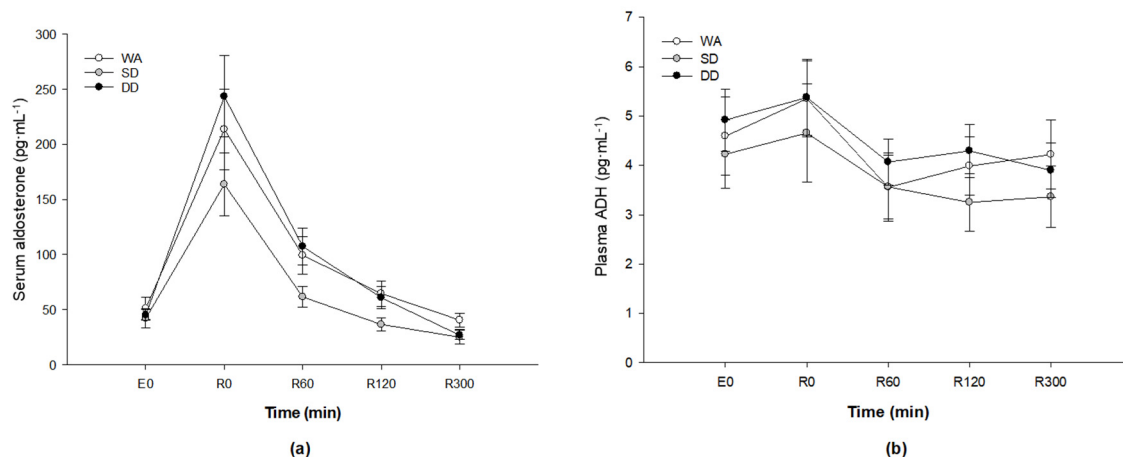 300
250
200
150
100
50
0
Serum aldosterone (pg·mL⁻¹)
WA
SD
DD
E0 R0 R60 R120 R300
Time (min)
(a)
7
6
5
4
3
2
1
0
Plasma ADH (pg·mL⁻¹)
WA
SD
DD
E0 R0 R60 R120 R300
Time (min)
(b)